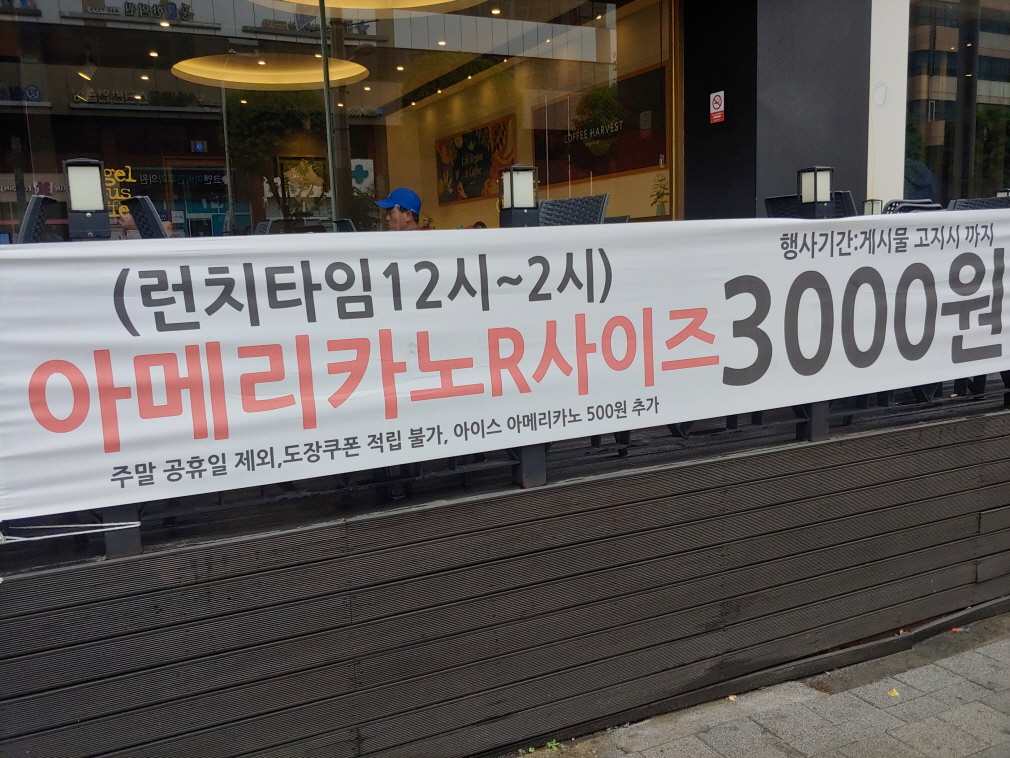 행사기간:게시물 고지시 까지
(런치타임12시~2시)
아메리카노R사이즈3000원
주말 공휴일 제외,도장쿠폰 적립 불가, 아이스 아메리카노 500원 추가
COFFEE HARVEST
gel
us